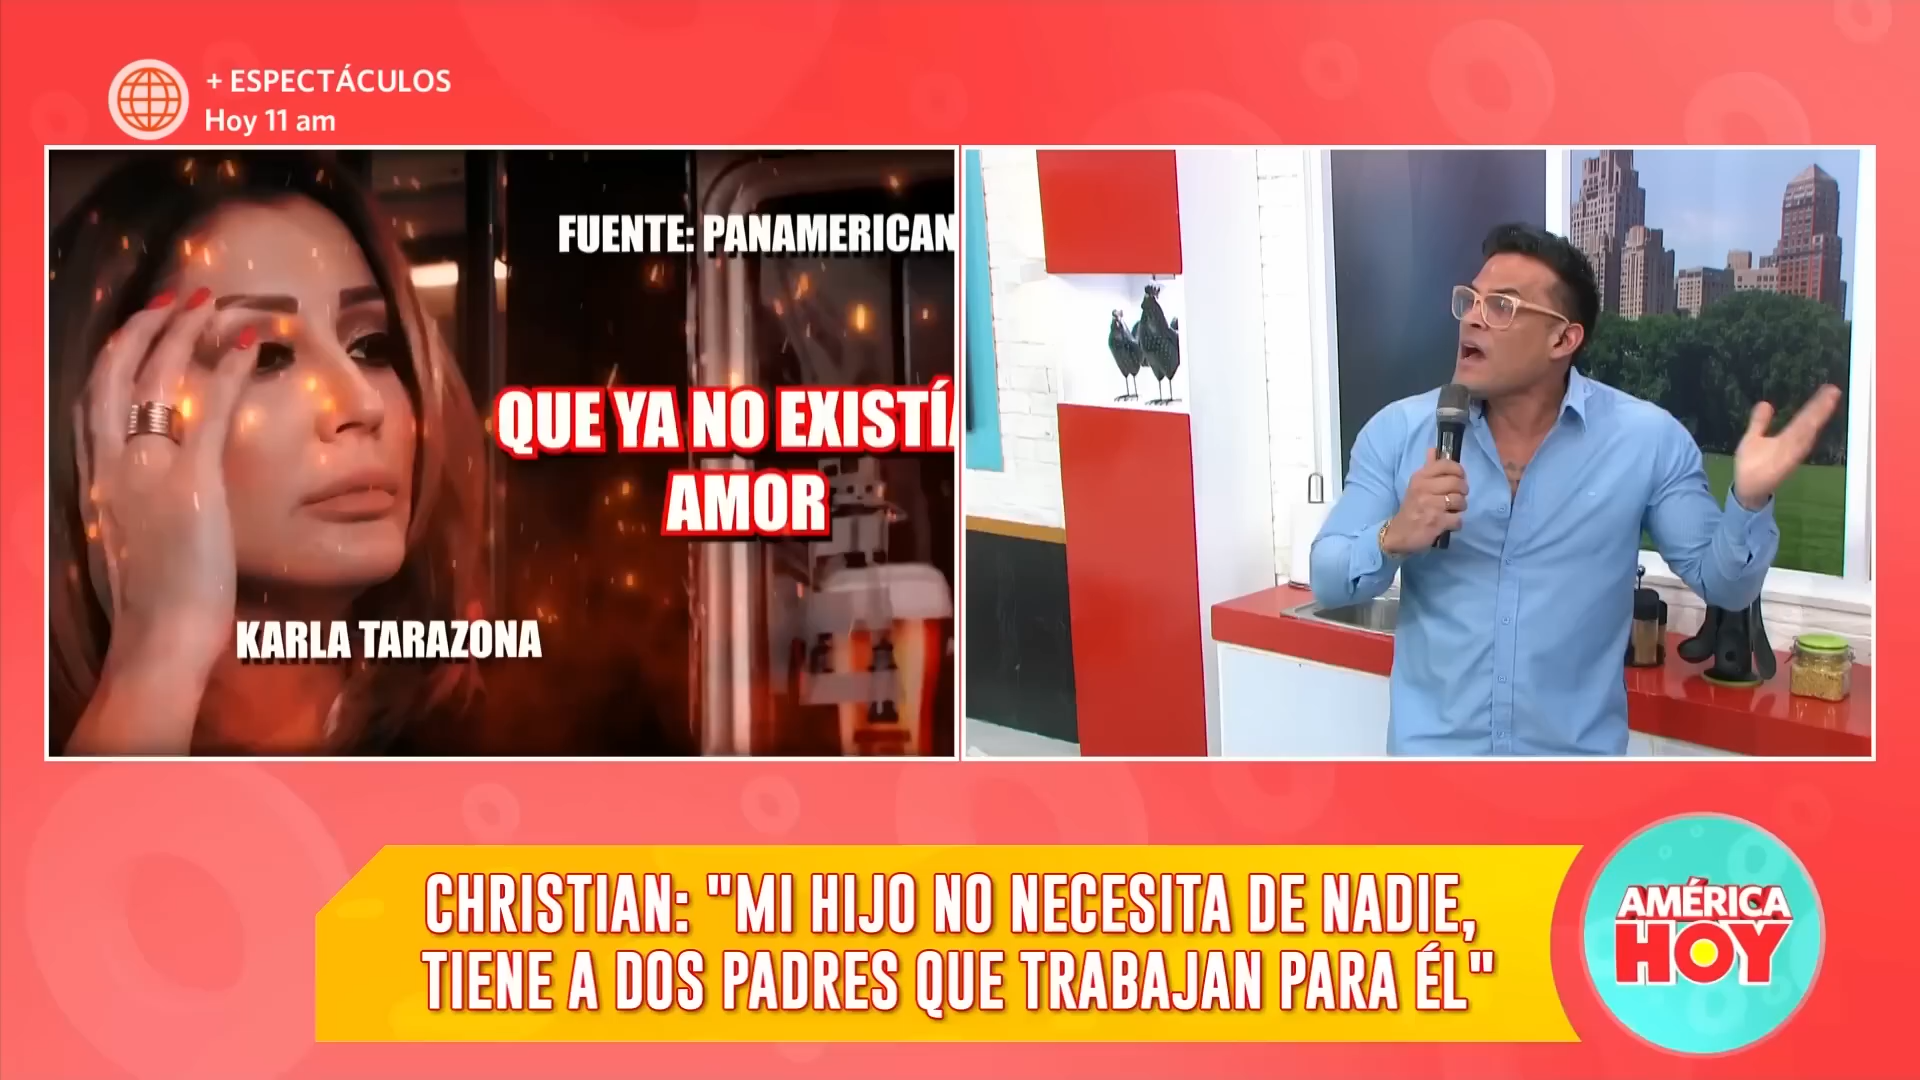 + ESPECTÁCULOS
Hoy 11 am
FUENTE: PANAMERICAN
QUE YA NO EXISTÍA
AMOR
KARLA TARAZONA
CHRISTIAN: "MI HIJO NO NECESITA DE NADIE,
TIENE A DOS PADRES QUE TRABAJAN PARA ÉL"
AMÉRICA
HOY